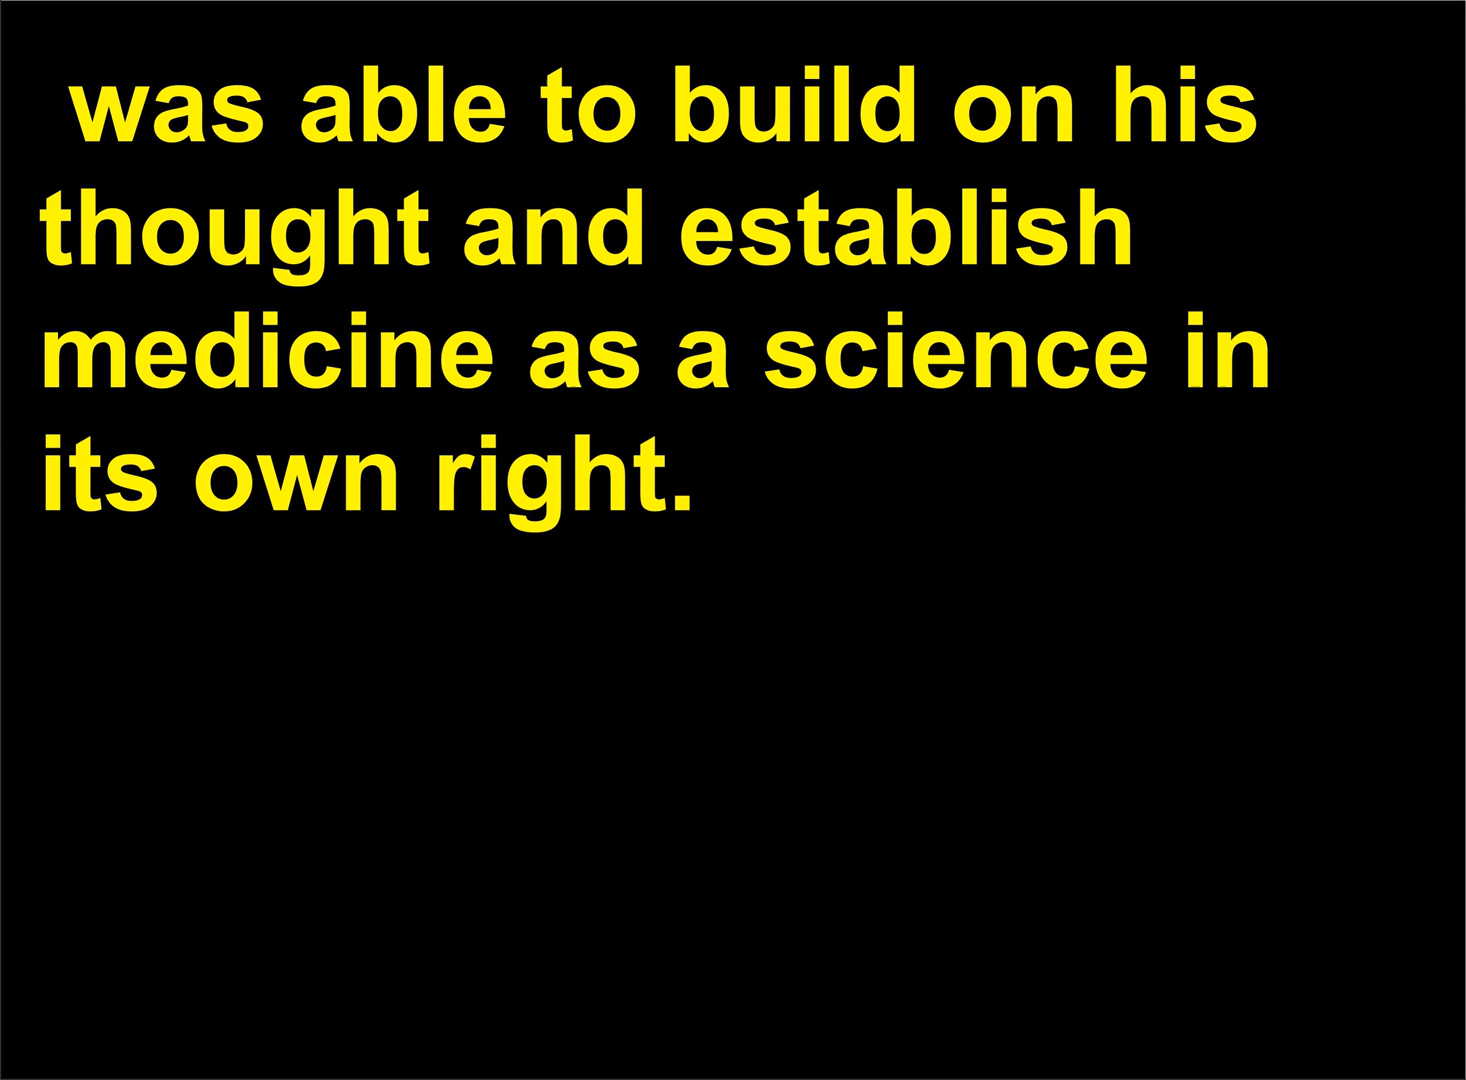 was able to build on his
thought and establish
medicine as a science in
its own right.